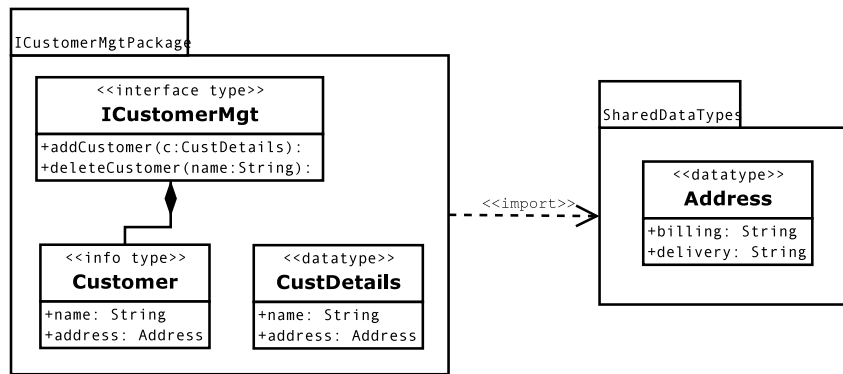 ICustomerMgtPackage
<<interface type>>
ICustomerMgt
+addCustomer(c:CustDetails):
+deleteCustomer(name:String):
<<info type>>
Customer
+name: String
+address: Address
<<datatype>>
CustDetails
+name: String
+address: Address
<<import>>
SharedDataTypes
<<datatype>>
Address
+billing: String
+delivery: String